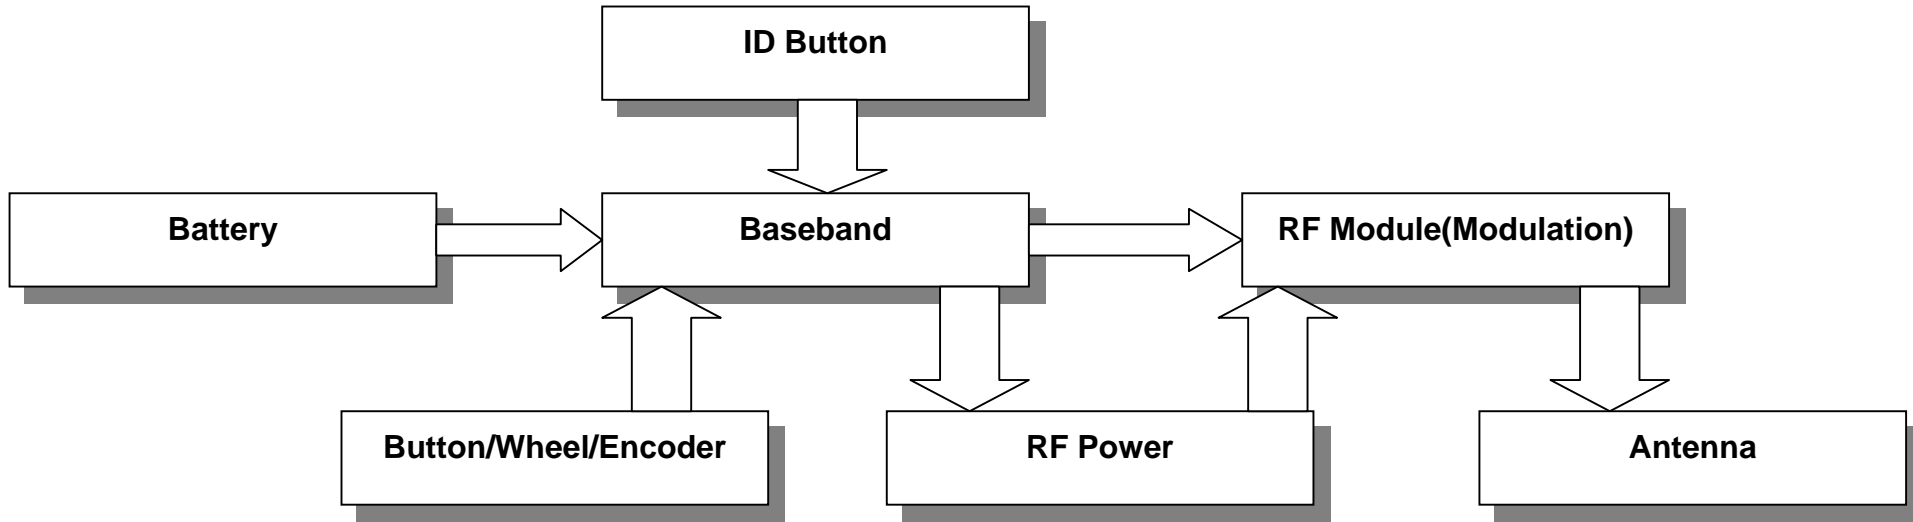 ID Button
Battery
Baseband
RF Module(Modulation)
Button/Wheel/Encoder
RF Power
Antenna